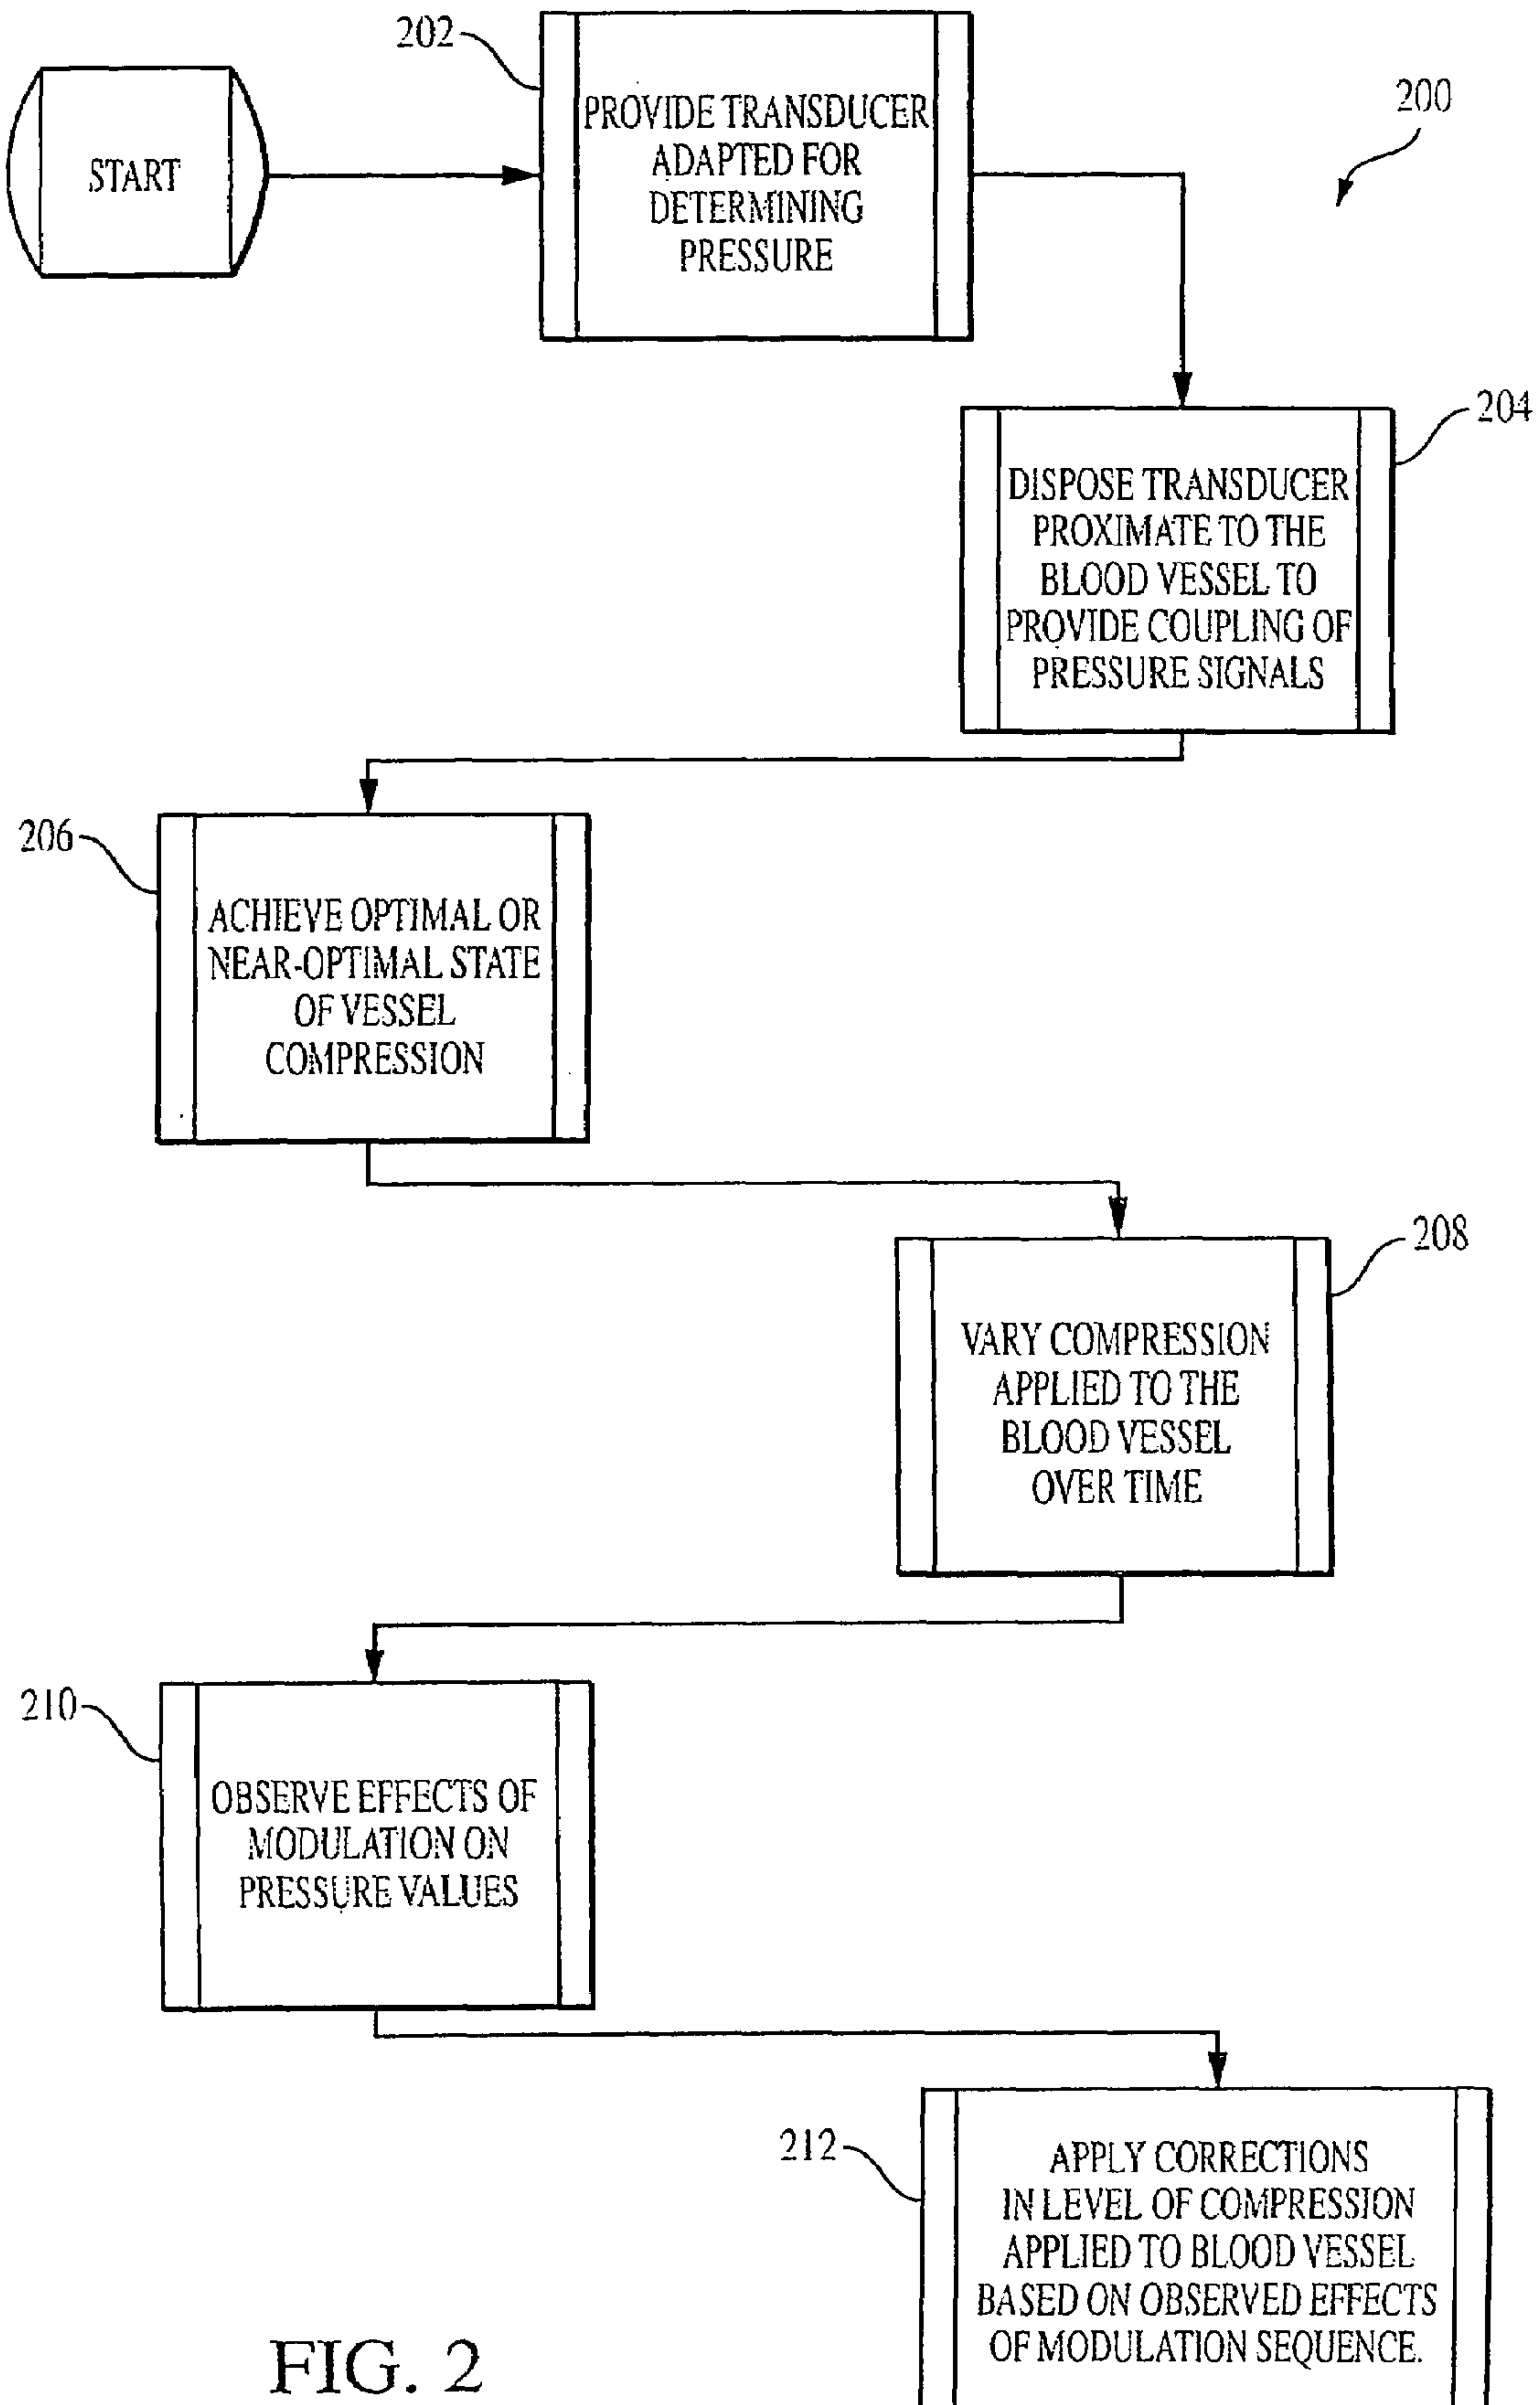 202
PROVIDE TRANSDUCER
ADAPTED FOR
DETERMINING
PRESSURE
200
START
204
DISPOSE TRANSDUCER
PROXIMATE TO THE
BLOOD VESSEL TO
PROVIDE COUPLING OF
PRESSURE SIGNALS
206
ACHIEVE OPTIMAL OR
NEAR-OPTIMAL STATE
OF VESSEL
COMPRESSION
208
VARY COMPRESSION
APPLIED TO THE
BLOOD VESSEL
OVER TIME
210
OBSERVE EFFECTS OF
MODULATION ON
PRESSURE VALUES
212
APPLY CORRECTIONS
IN LEVEL OF COMPRESSION
APPLIED TO BLOOD VESSEL
BASED ON OBSERVED EFFECTS
OF MODULATION SEQUENCE.
FIG. 2